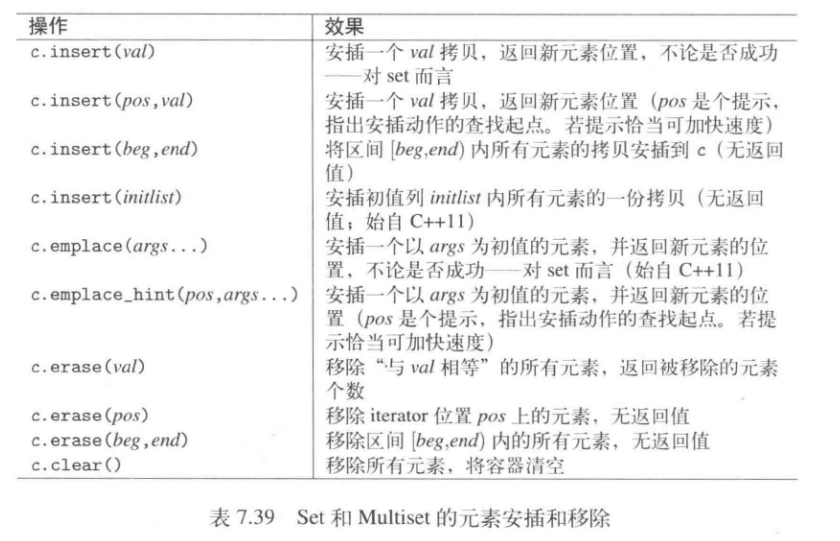 操作 效果
c.insert(val) 安插一个 val 拷贝，返回新元素位置，不论是否成功
——对 set 而言
c.insert(pos,val) 安插一个 val 拷贝，返回新元素位置（pos 是个提示，
指出安插动作的查找起点。若提示恰当可加快速度）
c.insert(beg,end) 将区间 [beg,end) 内所有元素的拷贝安插到 c（无返回
值）
c.insert(initlist) 安插初值列 initlist 内所有元素的一份拷贝（无返回
值；始自 C++11）
c.emplace(args...) 安插一个以 args 为初值的元素，并返回新元素的位
置，不论是否成功——对 set 而言（始自 C++11）
c.emplace_hint(pos,args...) 安插一个以 args 为初值的元素，并返回新元素的位
置（pos 是个提示，指出安插动作的查找起点。若提
示恰当可加快速度）
c.erase(val) 移除“与 val 相等”的所有元素，返回被移除的元素
个数
c.erase(pos) 移除 iterator 位置 pos 上的元素，无返回值
c.erase(beg,end) 移除区间 [beg,end) 内的所有元素，无返回值
c.clear() 移除所有元素，将容器清空
表 7.39 Set 和 Multiset 的元素安插和移除